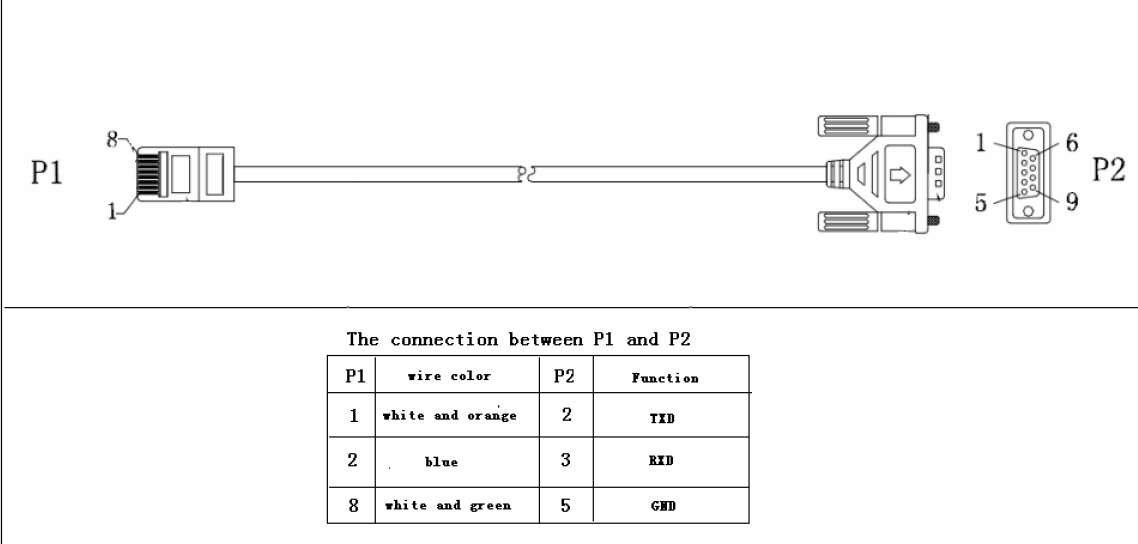 8
1
P1
1
6
5
9
P2
The connection between P1 and P2
P1 wire color P2 Function
1 white and orange 2 TXD
2 blue 3 RXD
8 white and green 5 GND